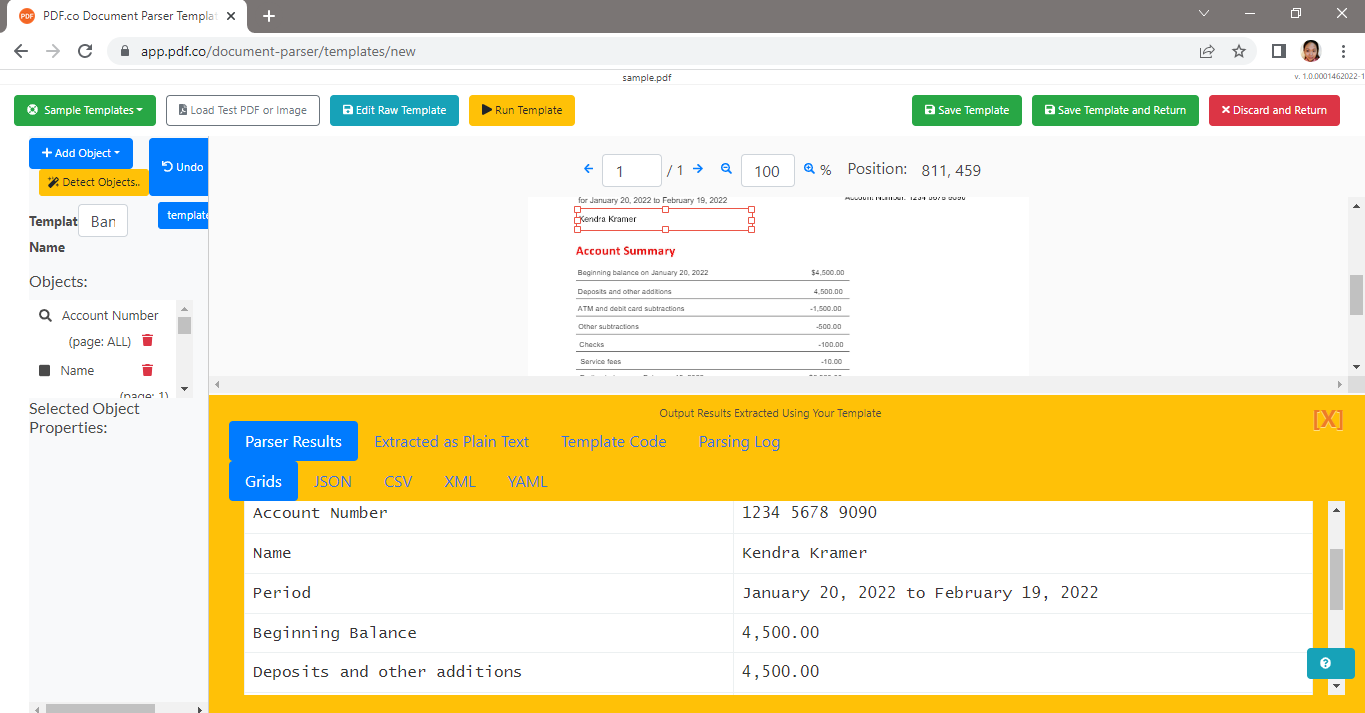 PDF.co Document Parser Templa
app.pdf.co/document-parser/templates/new
sample.pdf
v. 1.0.0001462022-1
Sample Templates
Load Test PDF or Image
Edit Raw Template
Run Template
Save Template
Save Template and Return
Discard and Return
Add Object
Undo
Detect Objects..
Templat
Name
Ban
template
Objects:
Account Number
(page: ALL)
Name
(page: 1)
Selected Object
Properties:
1 / 1
100 %
Position: 811, 459
for January 20, 2022 to February 19, 2022
Account Number: 1234 5678 9090
Kendra Kramer
Account Summary
Beginning balance on January 20, 2022 $4,500.00
Deposits and other additions 4,500.00
ATM and debit card subtractions -1,500.00
Other subtractions -500.00
Checks -100.00
Service fees -10.00
Output Results Extracted Using Your Template
[X]
Parser Results Extracted as Plain Text Template Code Parsing Log
Grids JSON CSV XML YAML
Account Number 1234 5678 9090
Name Kendra Kramer
Period January 20, 2022 to February 19, 2022
Beginning Balance 4,500.00
Deposits and other additions 4,500.00